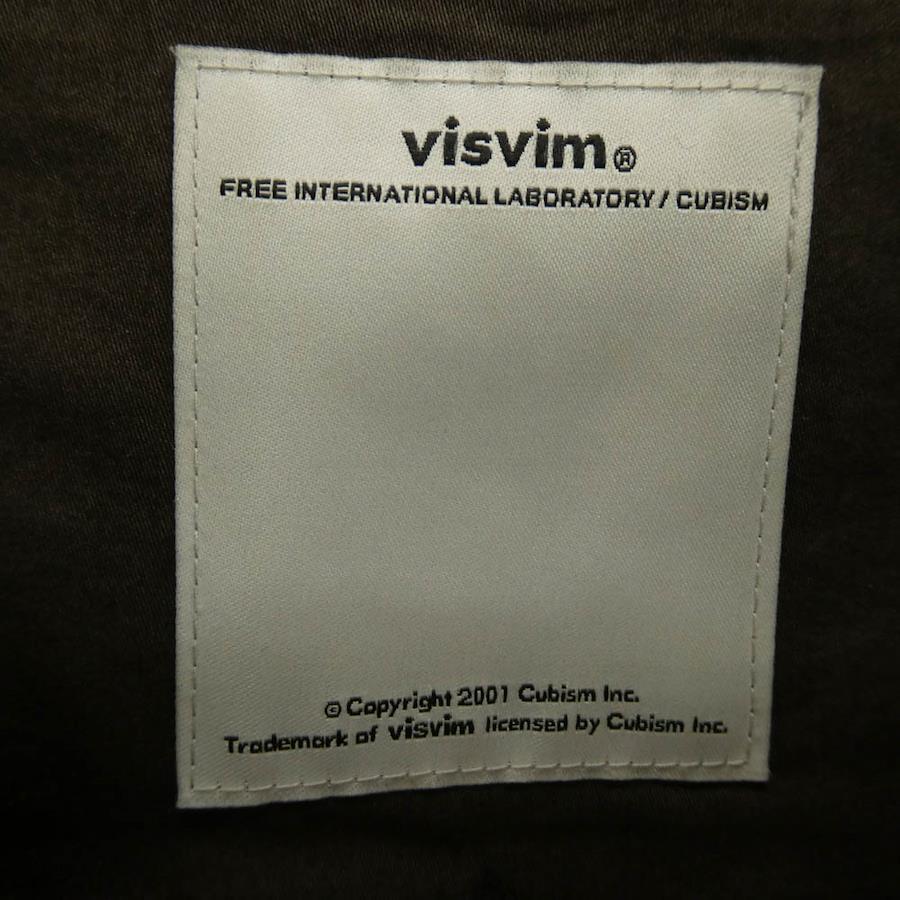 visvim®
FREE INTERNATIONAL LABORATORY / CUBISM
© Copyright 2001 Cubism Inc.
Trademark of visvim licensed by Cubism Inc.